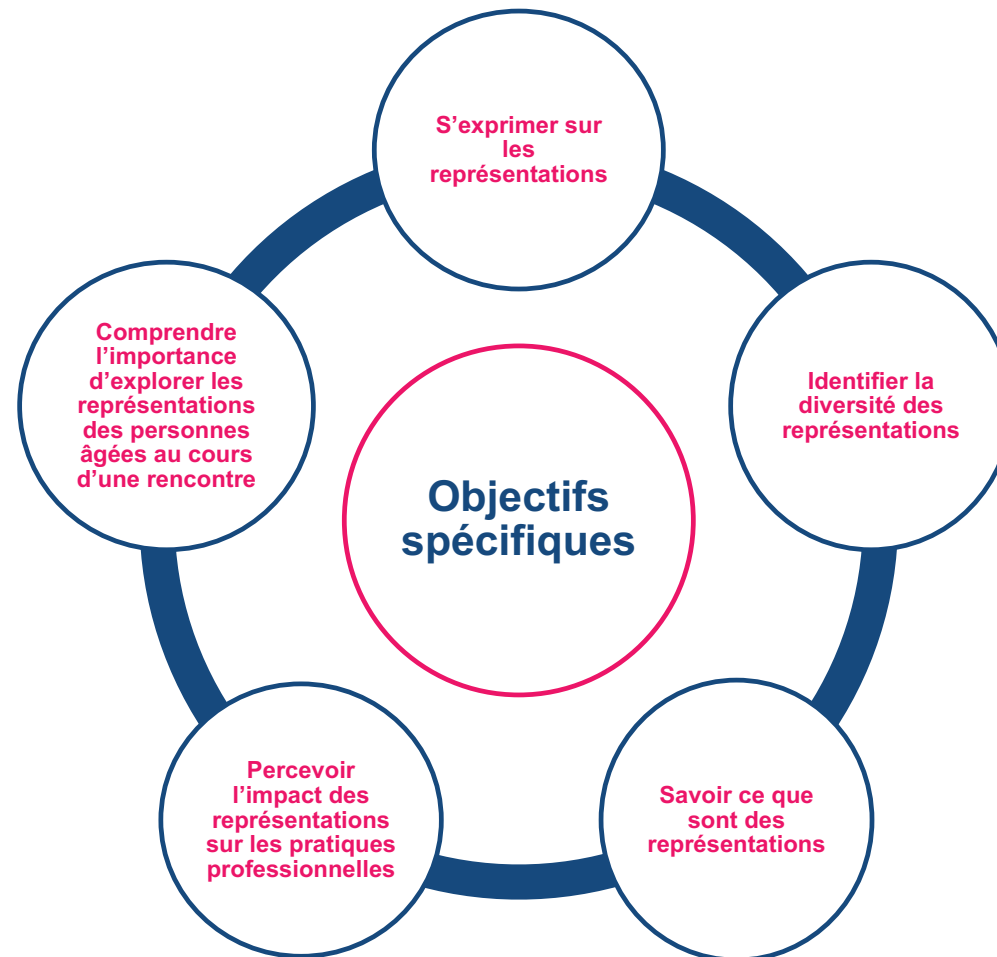 S’exprimer sur
les
représentations
Identifier la
diversité des
représentations
Savoir ce que
sont des
représentations
Percevoir
l’impact des
représentations
sur les pratiques
professionnelles
Comprendre
l’importance
d’explorer les
représentations
des personnes
âgées au cours
d’une rencontre
Objectifs
spécifiques